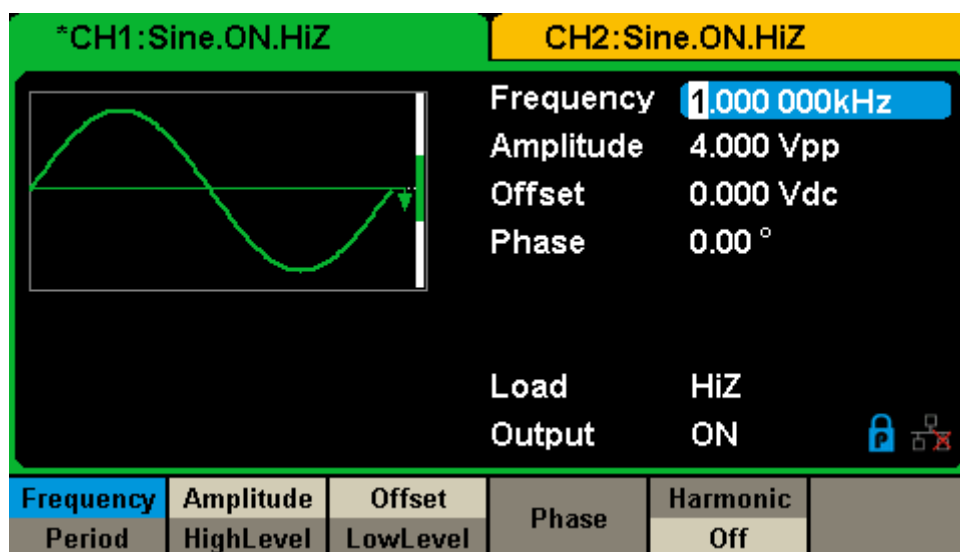 *CH1:Sine.ON.HiZ
CH2:Sine.ON.HiZ
Frequency 1.000 000kHz
Amplitude 4.000 Vpp
Offset 0.000 Vdc
Phase 0.00 °
Load HiZ
Output ON
P
Frequency Amplitude Offset Phase Harmonic
Period HighLevel LowLevel Off